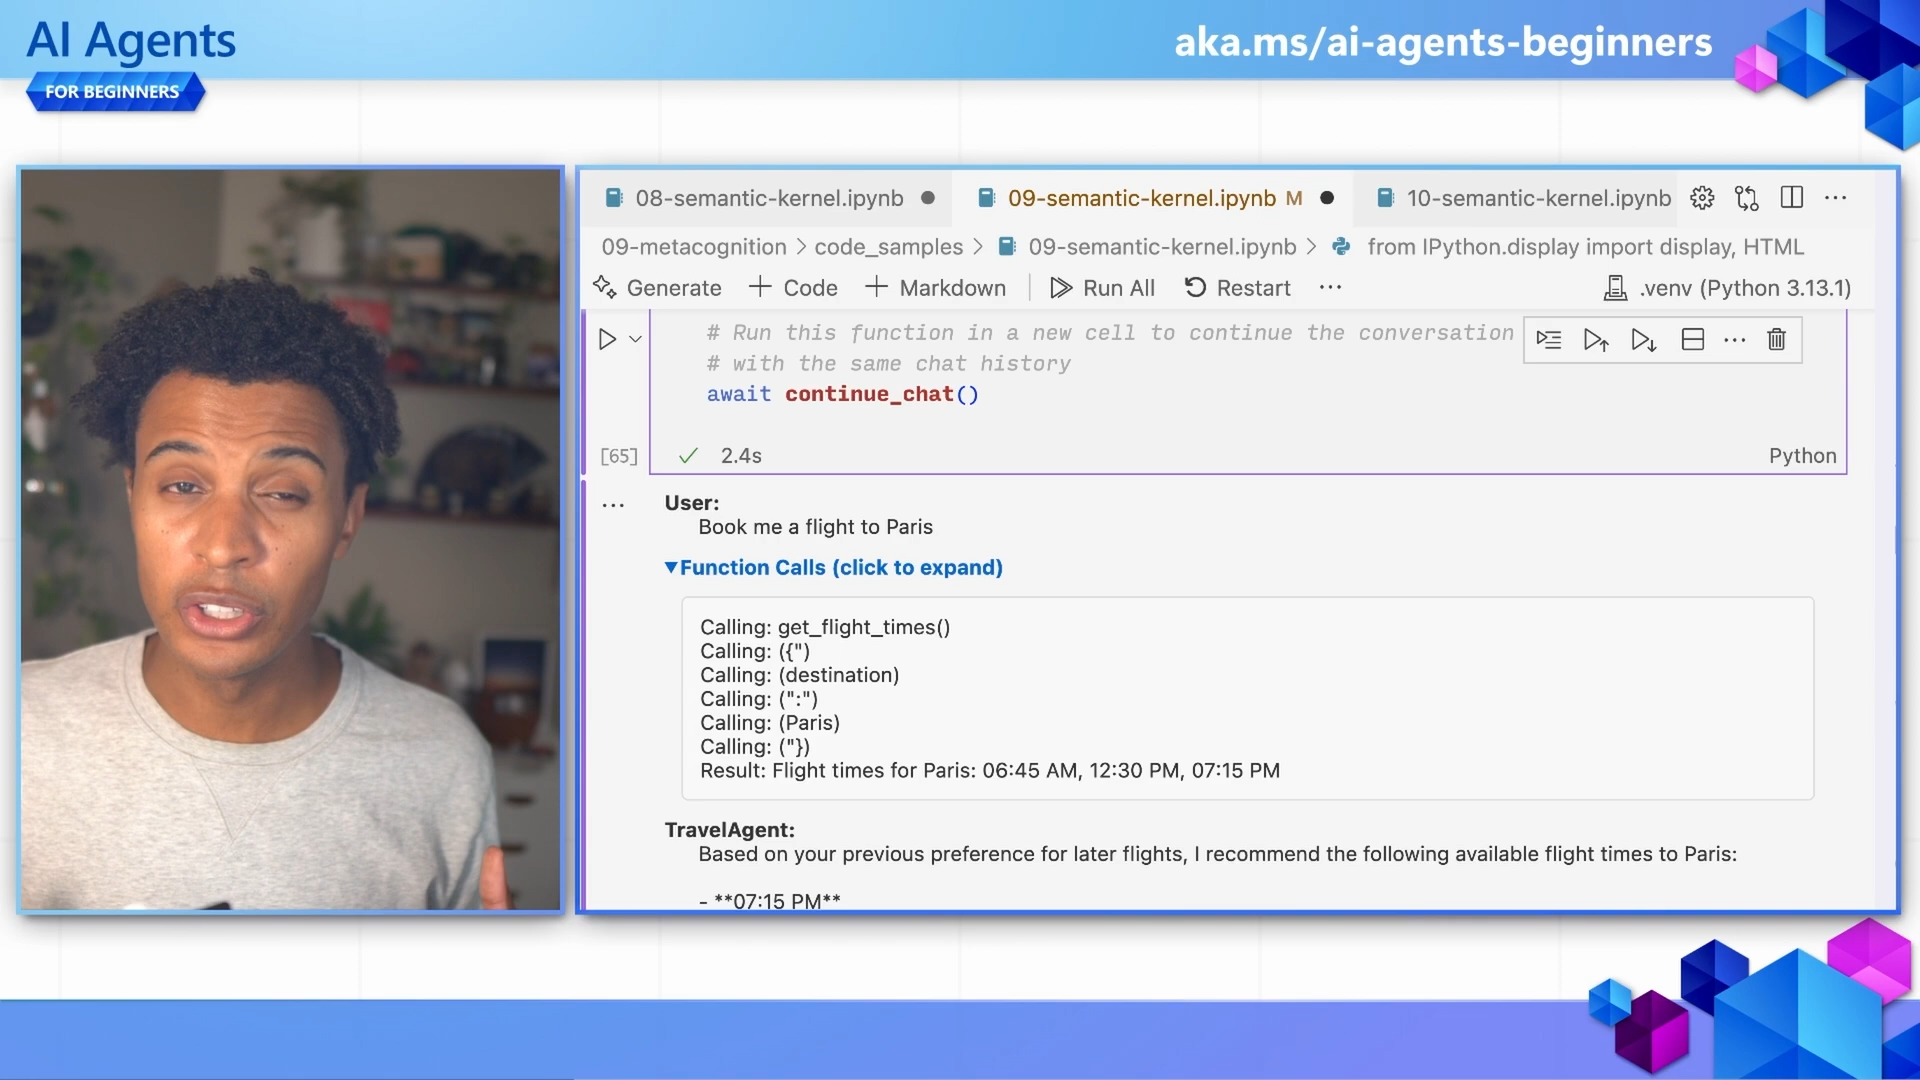 AI Agents
FOR BEGINNERS
aka.ms/ai-agents-beginners
08-semantic-kernel.ipynb
09-semantic-kernel.ipynb M
10-semantic-kernel.ipynb
09-metacognition > code_samples > 09-semantic-kernel.ipynb > from IPython.display import display, HTML
Generate + Code + Markdown | Run All Restart ...
.venv (Python 3.13.1)
# Run this function in a new cell to continue the conversation
# with the same chat history
await continue_chat()
[65] ✓ 2.4s
Python
User:
Book me a flight to Paris
▼Function Calls (click to expand)
Calling: get_flight_times()
Calling: ({")
Calling: (destination)
Calling: (":")
Calling: (Paris)
Calling: ("})
Result: Flight times for Paris: 06:45 AM, 12:30 PM, 07:15 PM
TravelAgent:
Based on your previous preference for later flights, I recommend the following available flight times to Paris:
- **07:15 PM**